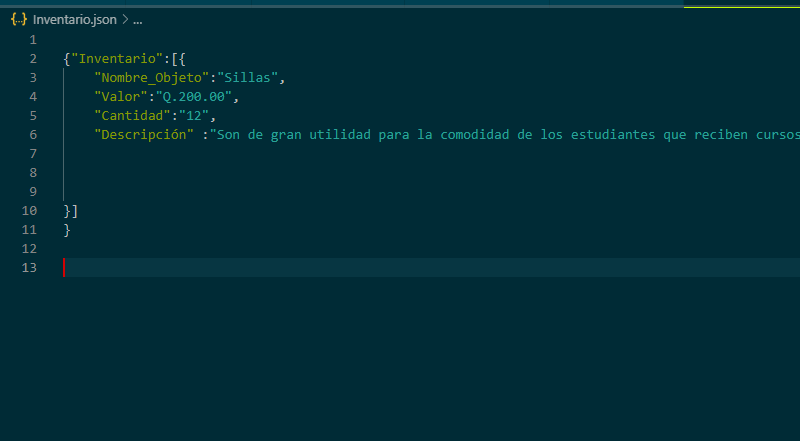 {..} Inventario.json > ...
1
2 {"Inventario":[{
3 "Nombre_Objeto":"Sillas",
4 "Valor":"Q.200.00",
5 "Cantidad":"12",
6 "Descripción" :"Son de gran utilidad para la comodidad de los estudiantes que reciben cursos
7
8
9
10 }]
11 }
12
13